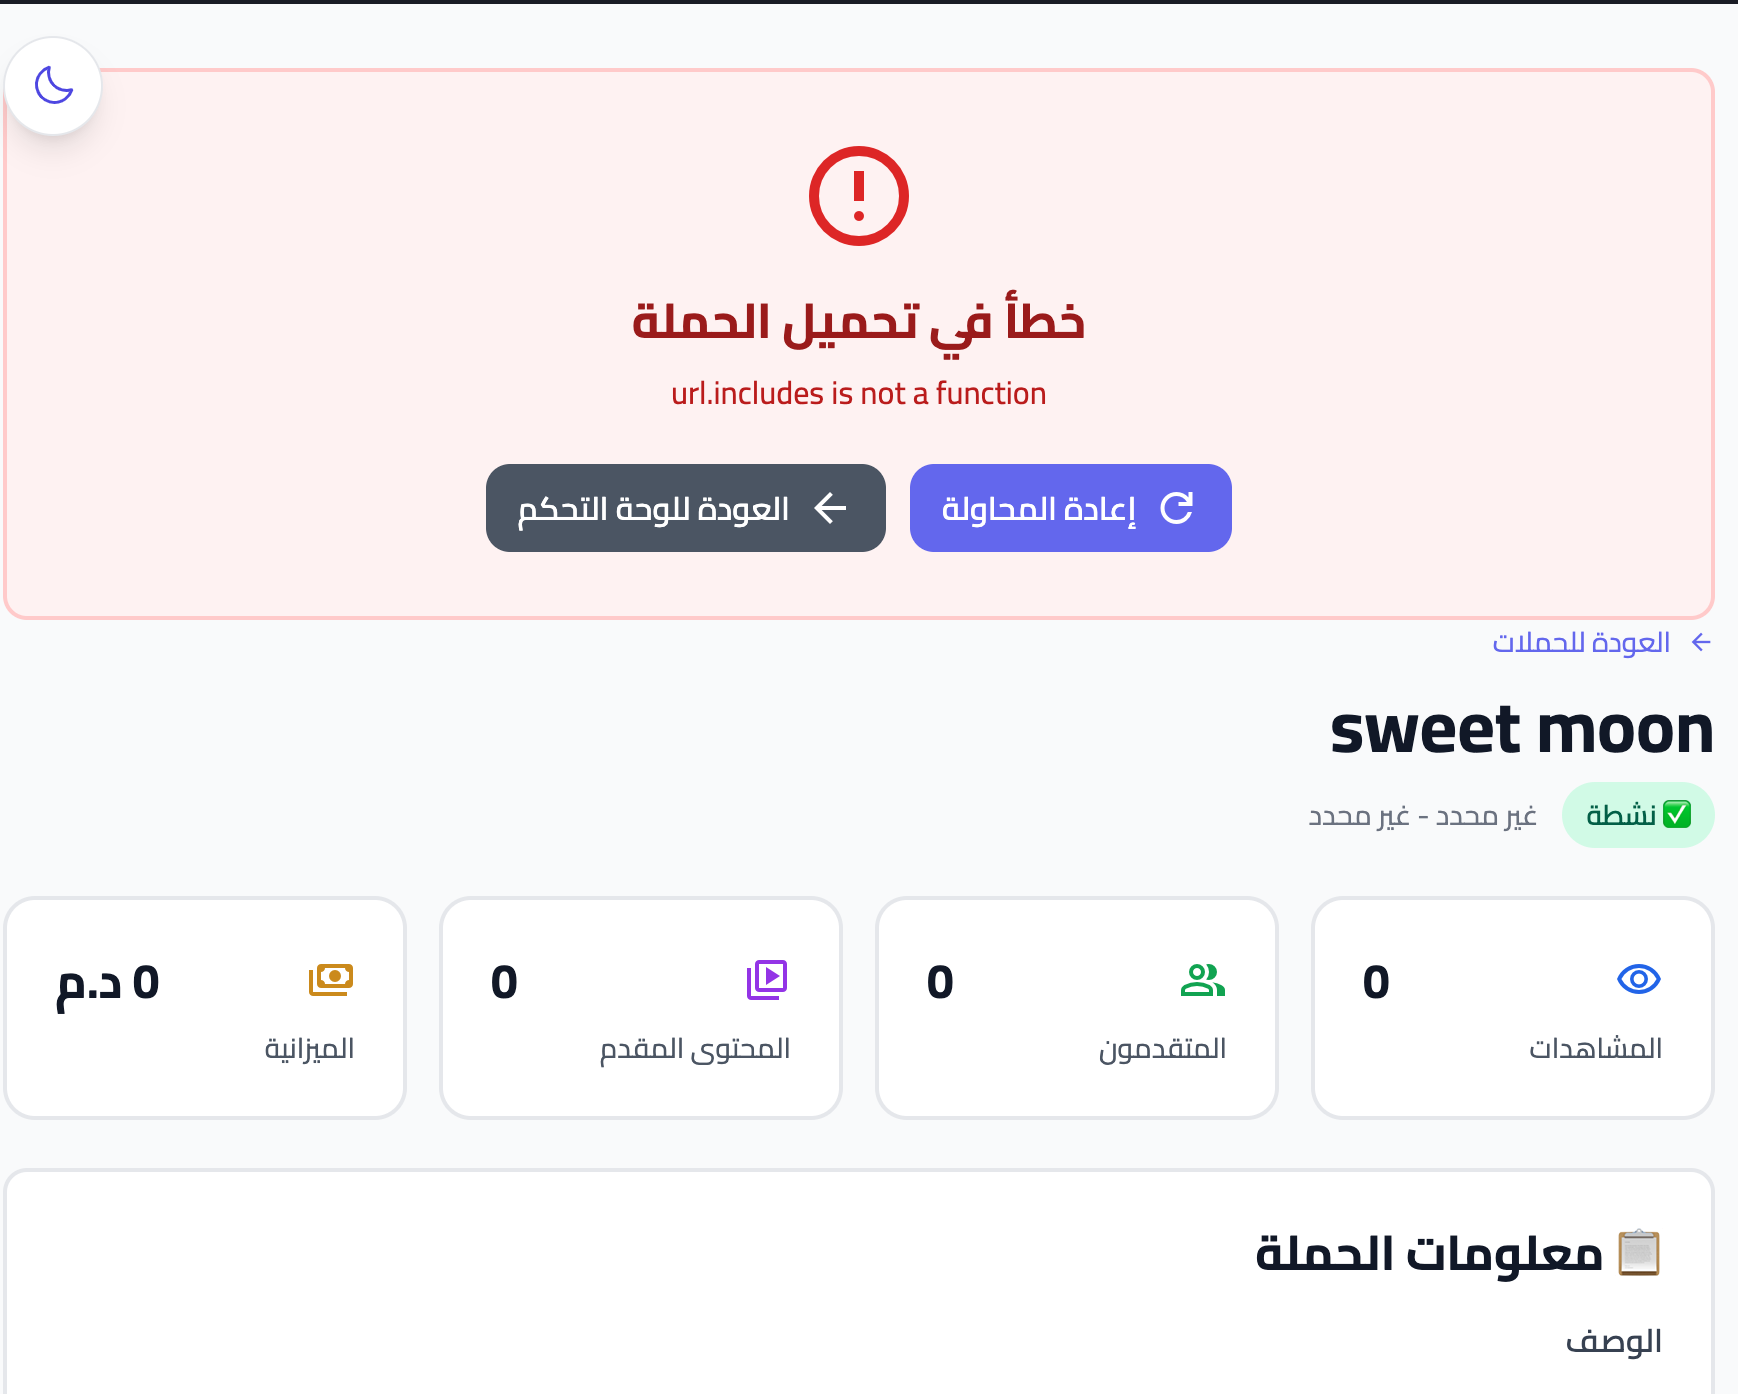 خطأ في تحميل الحملة
url.includes is not a function
إعادة المحاولة
العودة للوحة التحكم
العودة للحملات
sweet moon
✅ نشطة
غير محدد - غير محدد
0
المشاهدات
0
المتقدمون
0
المحتوى المقدم
0 د.م
الميزانية
📋 معلومات الحملة
الوصف